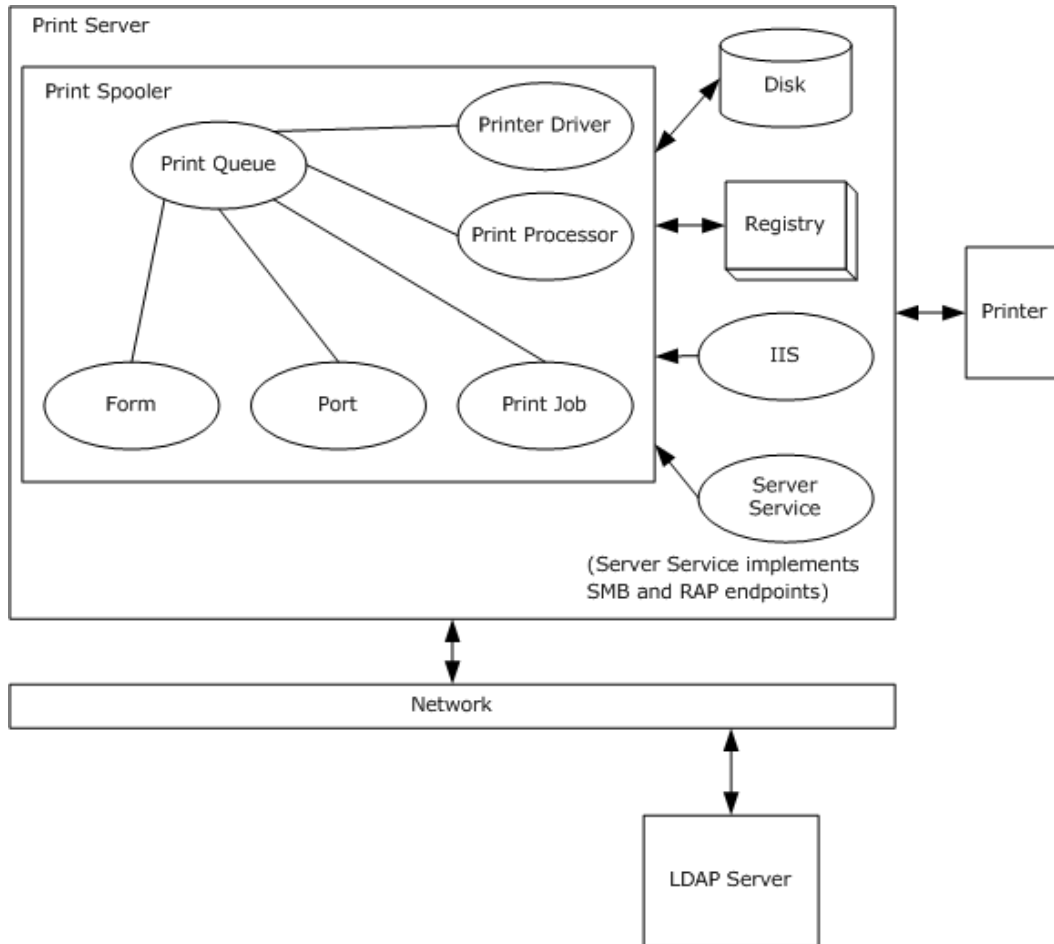 Print Server
Print Spooler
Disk
Printer Driver
Print Queue
Print Processor
Registry
Printer
IIS
Form
Port
Print Job
Server
Service
(Server Service implements
SMB and RAP endpoints)
Network
LDAP Server